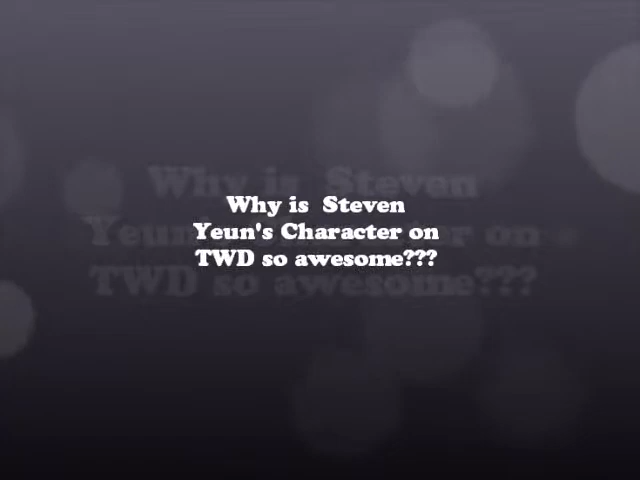 Why is  Steven
Yeun's Character on
TWD so awesome???